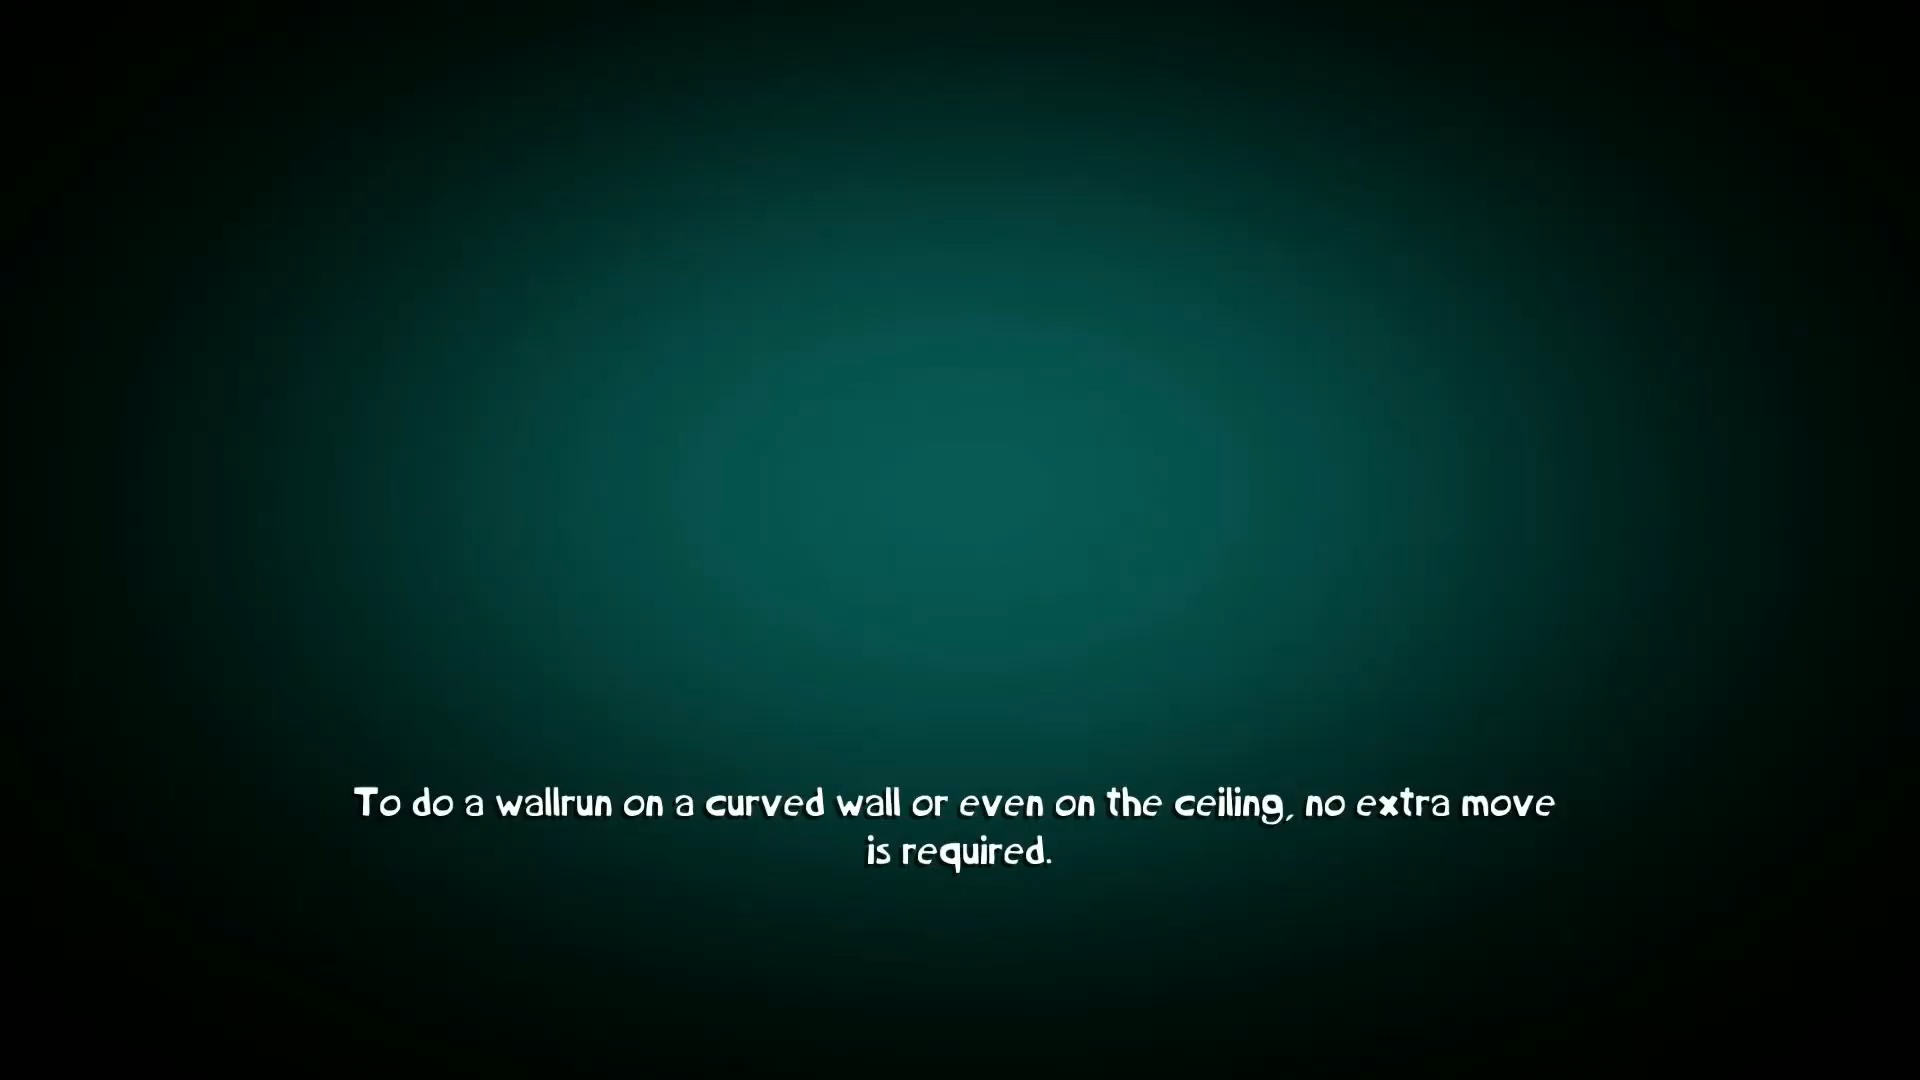 To do a wallrun on a curved wall or even on the ceiling, no extra move
is required.